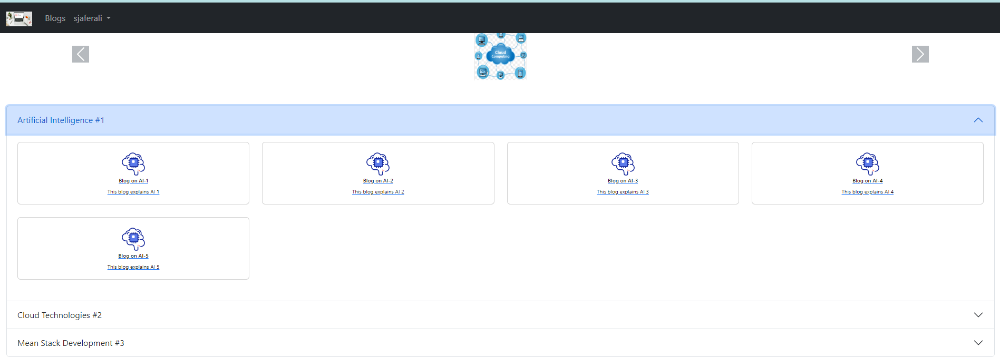 Blogs sjaferali
Cloud
Computing
Artificial Intelligence #1
Blog on AI-1
This blog explains AI 1
Blog on AI-2
This blog explains AI 2
Blog on AI-3
This blog explains AI 3
Blog on AI-4
This blog explains AI 4
Blog on AI-5
This blog explains AI 5
Cloud Technologies #2
Mean Stack Development #3